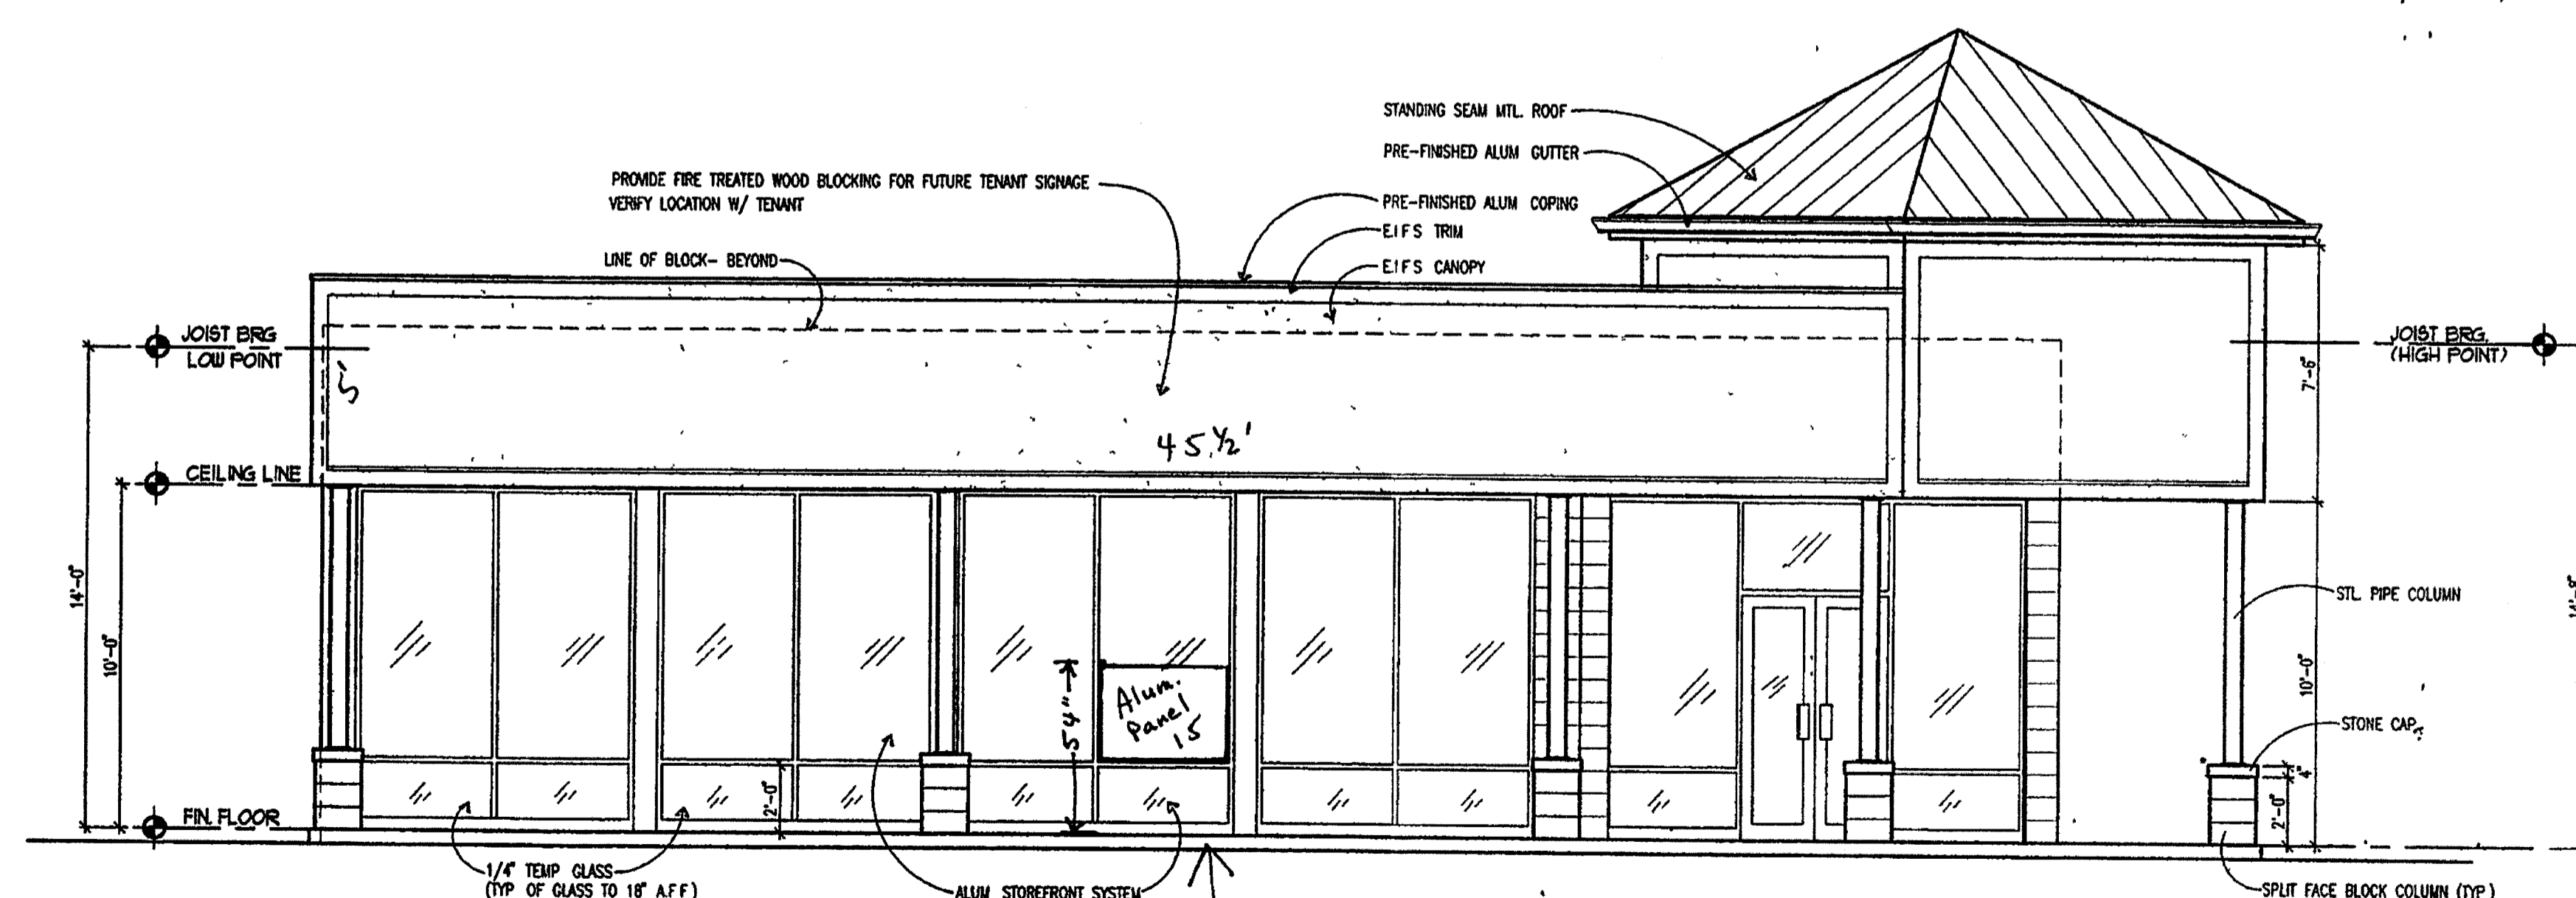 STANDING SEAM MTL. ROOF
PRE-FINISHED ALUM GUTTER
PROVIDE FIRE TREATED WOOD BLOCKING FOR FUTURE TENANT SIGNAGE
VERIFY LOCATION W/ TENANT
PRE-FINISHED ALUM COPING
E.I F S TRIM
LINE OF BLOCK- BEYOND
E.I F S CANOPY
JOIST BRG
LOW POINT
5'
JOIST BRG.
(HIGH POINT)
7'-6"
45 1/2'
CEILING LINE
14'-0"
10'-0"
54"
Alum.
Panel
15
STL. PIPE COLUMN
10'-0"
STONE CAP
4"
2'-0"
2'-0"
FIN. FLOOR
1/4" TEMP GLASS
(TYP OF GLASS TO 18" A.F F)
ALUM STOREFRONT SYSTEM
SPLIT FACE BLOCK COLUMN (TYP)